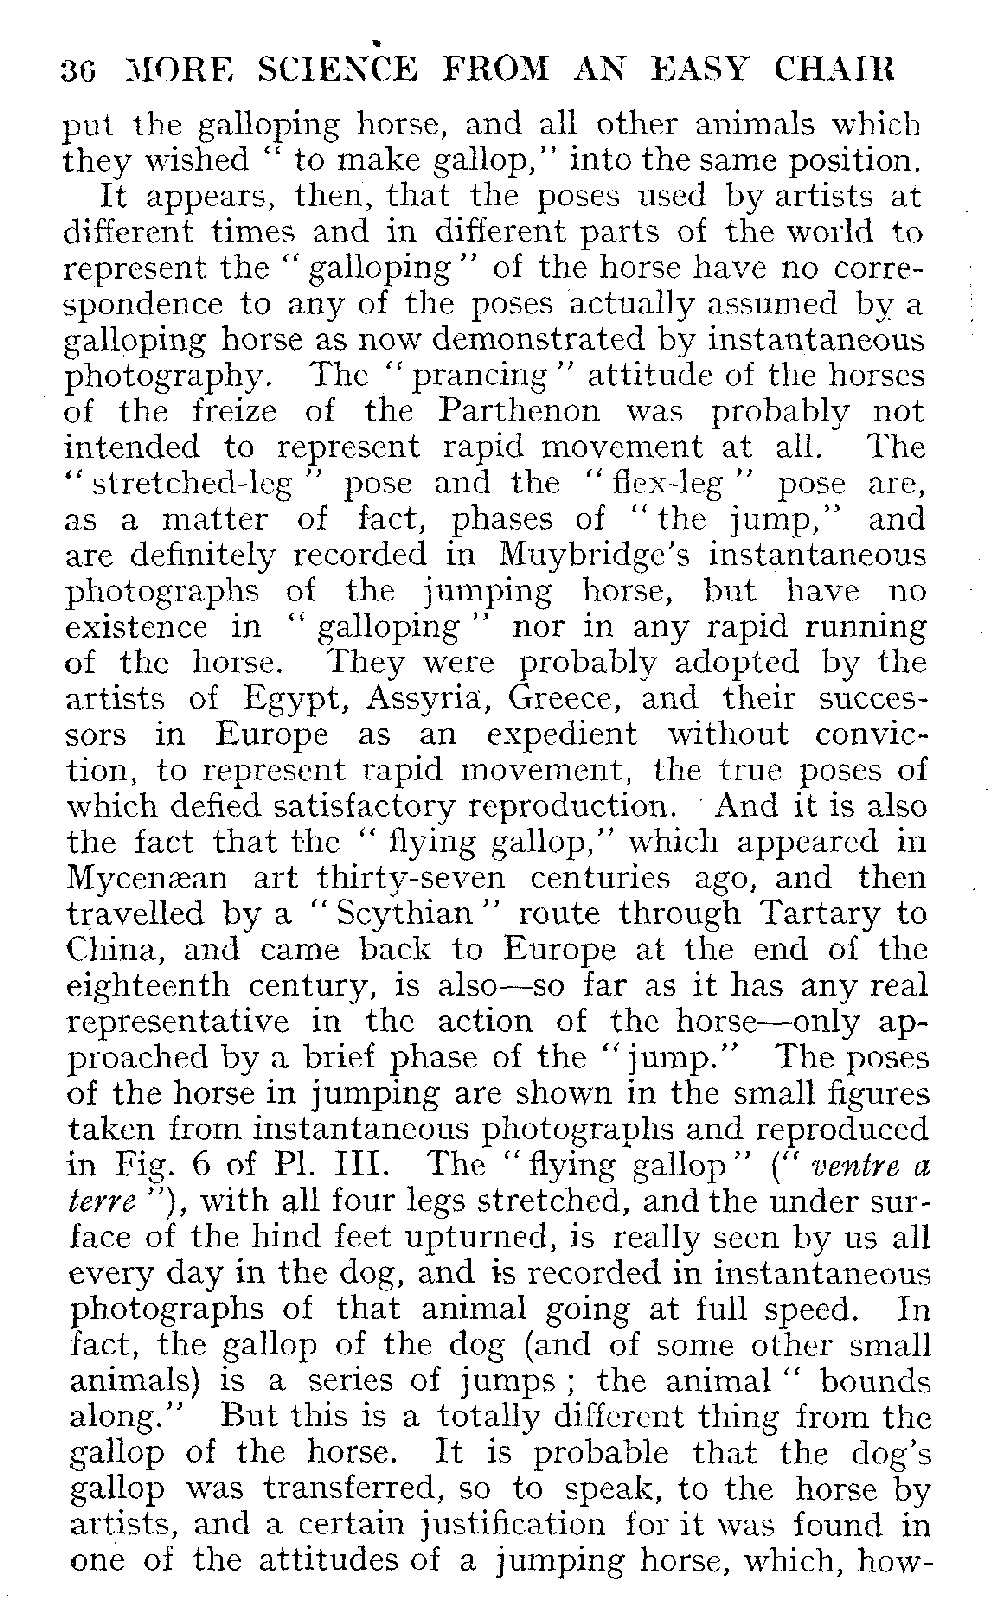 36 MORE SCIENCE FROM AN EASY CHAIR
put the galloping horse, and all other animals which
they wished “ to make gallop,” into the same position.
It appears, then, that the poses used by artists at
different times and in different parts of the world to
represent the “ galloping ” of the horse have no corre-
spondence to any of the poses actually assumed by a
galloping horse as now demonstrated by instantaneous
photography. The “ prancing ” attitude of the horses
of the freize of the Parthenon was probably not
intended to represent rapid movement at all. The
“ stretched-leg ” pose and the “ flex-leg ” pose are,
as a matter of fact, phases of “ the jump,” and
are definitely recorded in Muybridge's instantaneous
photographs of the jumping horse, but have no
existence in “ galloping ” nor in any rapid running
of the horse. They were probably adopted by the
artists of Egypt, Assyria, Greece, and their succes-
sors in Europe as an expedient without convic-
tion, to represent rapid movement, the true poses of
which defied satisfactory reproduction. And it is also
the fact that the “ flying gallop,” which appeared in
Mycenæan art thirty-seven centuries ago, and then
travelled by a “ Scythian ” route through Tartary to
China, and came back to Europe at the end of the
eighteenth century, is also—so far as it has any real
representative in the action of the horse—only ap-
proached by a brief phase of the “ jump.” The poses
of the horse in jumping are shown in the small figures
taken from instantaneous photographs and reproduced
in Fig. 6 of Pl. III. The “ flying gallop ” (“ ventre a
terre ”), with all four legs stretched, and the under sur-
face of the hind feet upturned, is really seen by us all
every day in the dog, and is recorded in instantaneous
photographs of that animal going at full speed. In
fact, the gallop of the dog (and of some other small
animals) is a series of jumps ; the animal “ bounds
along.” But this is a totally different thing from the
gallop of the horse. It is probable that the dog's
gallop was transferred, so to speak, to the horse by
artists, and a certain justification for it was found in
one of the attitudes of a jumping horse, which, how-